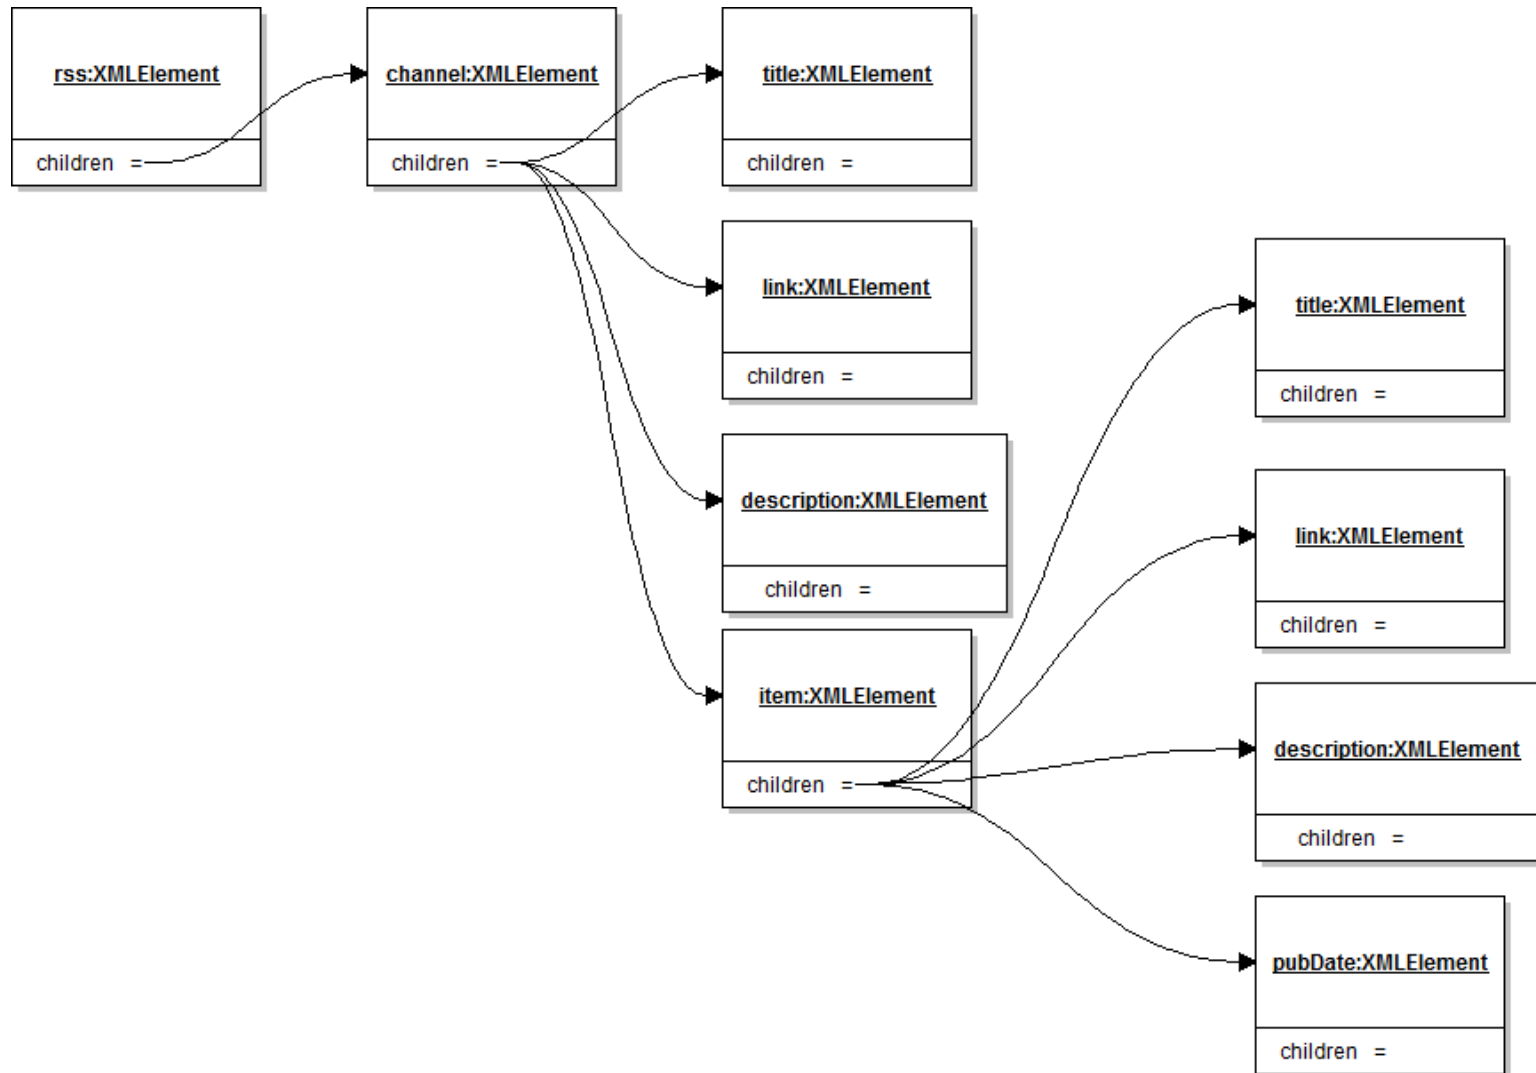 rss:XMLElement
children =
channel:XMLElement
children =
title:XMLElement
children =
link:XMLElement
children =
description:XMLElement
children =
item:XMLElement
children =
title:XMLElement
children =
link:XMLElement
children =
description:XMLElement
children =
pubDate:XMLElement
children =